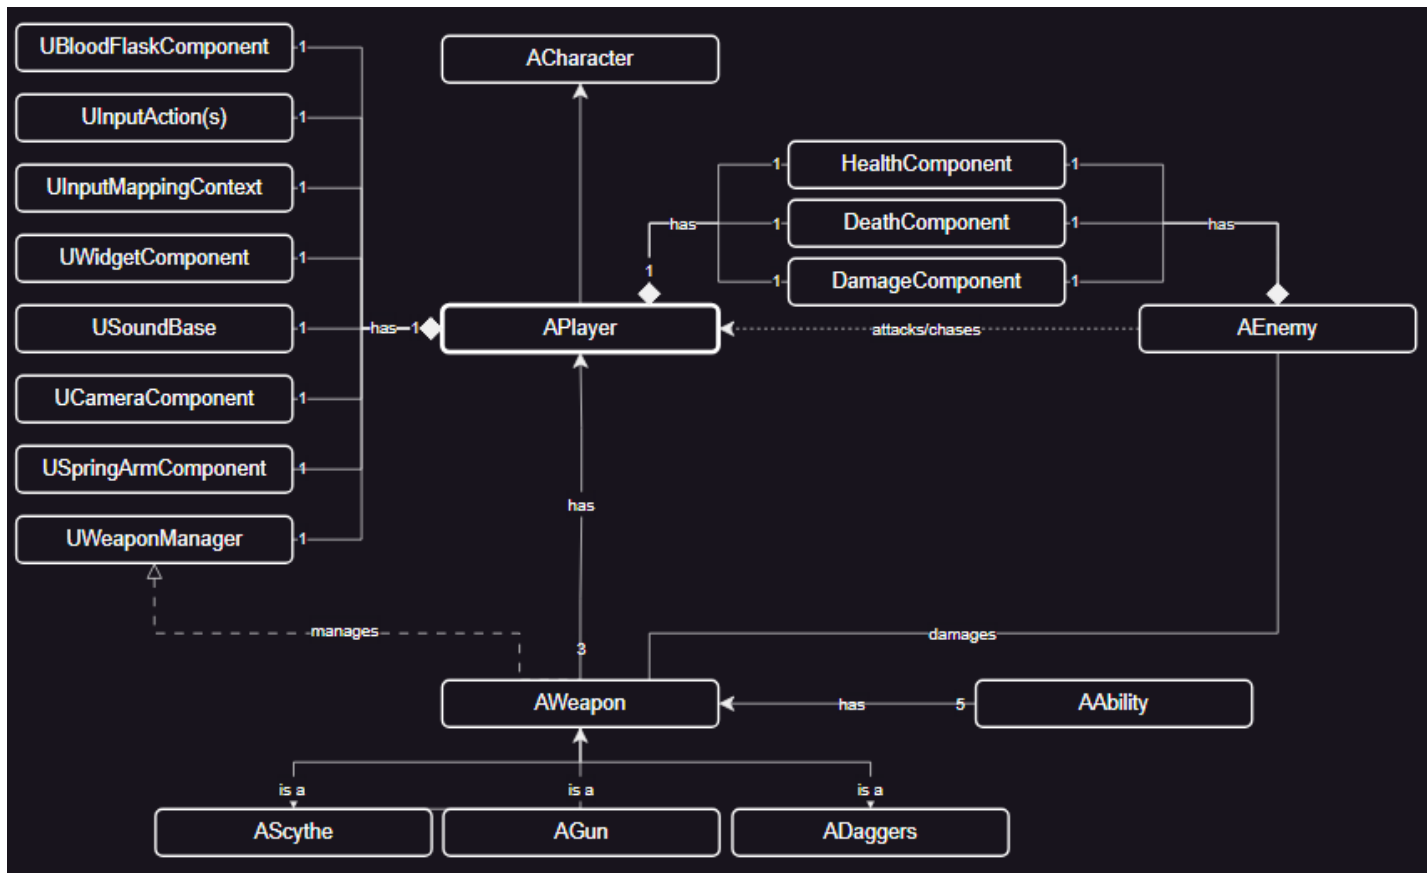 UBloodFlaskComponent
1
ACharacter
UInputAction(s)
1
HealthComponent
1
1
UInputMappingContext
1
DeathComponent
1
1
has
has
UWidgetComponent
1
1
DamageComponent
1
1
USoundBase
1
has
1
APlayer
attacks/chases
AEnemy
UCameraComponent
1
USpringArmComponent
1
has
UWeaponManager
1
manages
3
damages
AWeapon
has
5
AAbility
is a
is a
is a
AScythe
AGun
ADaggers